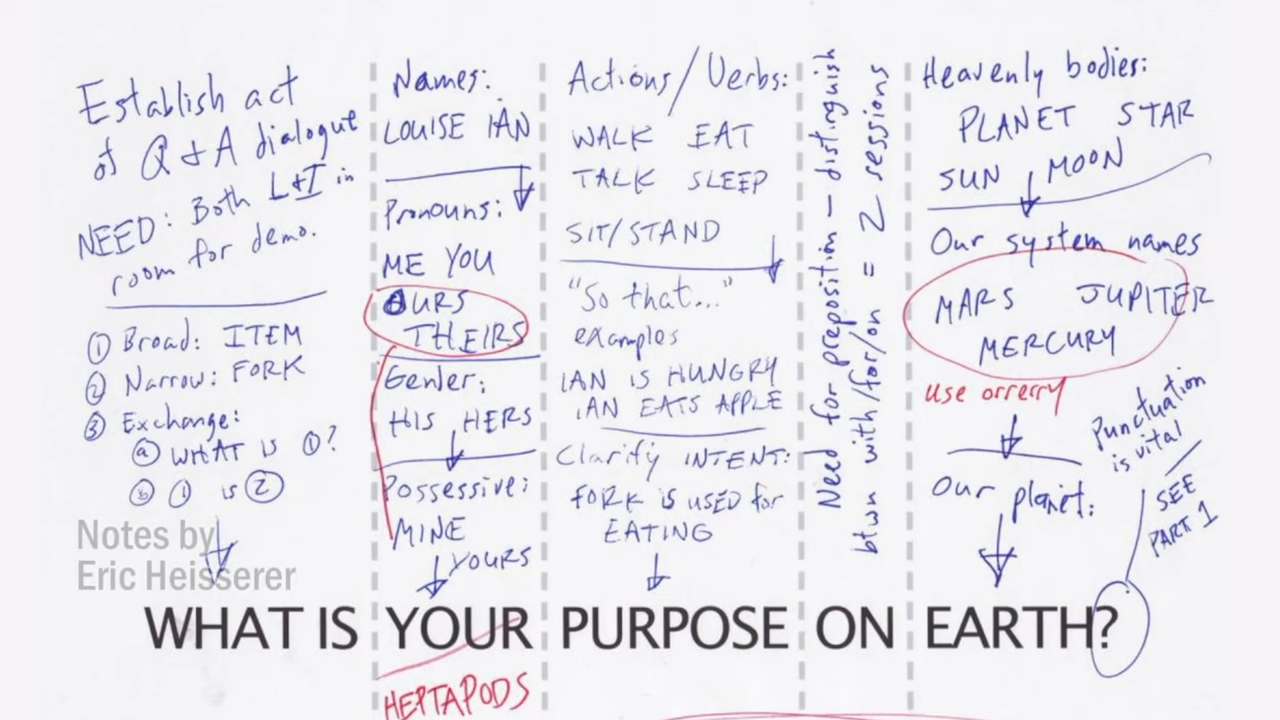 Establish act
of Q & A dialogue
NEED: Both L&I in
room for demo.
① Broad: ITEM
② Narrow: FORK
③ Exchange:
ⓐ WHAT IS ①?
ⓑ ① is ②
Notes by
Eric Heisserer
Names:
LOUISE IAN
Pronouns:
ME YOU
OURS
THEIRS
Gender:
HIS HERS
Possessive:
MINE
YOURS
Actions/Verbs:
WALK EAT
TALK SLEEP
SIT/STAND
"So that..."
examples
IAN IS HUNGRY
IAN EATS APPLE
Clarify INTENT:
FORK IS USED for
EATING
Need for preposition - distinguish
btwn with/for/on = 2 sessions
Heavenly bodies:
PLANET STAR
SUN MOON
Our system names
MARS JUPITER
MERCURY
use orrery
Our planet:
Punctuation
is vital
SEE
PART 1
WHAT IS YOUR PURPOSE ON EARTH?
HEPTAPODS